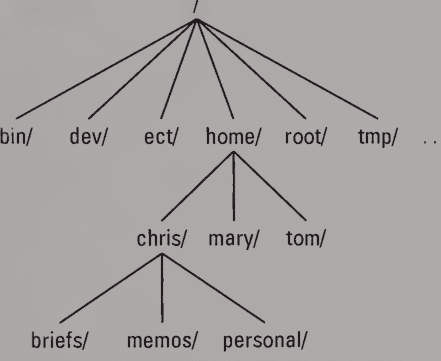 /
bin/ dev/ ect/ home/ root/ tmp/ ..
chris/ mary/ tom/
briefs/ memos/ personal/